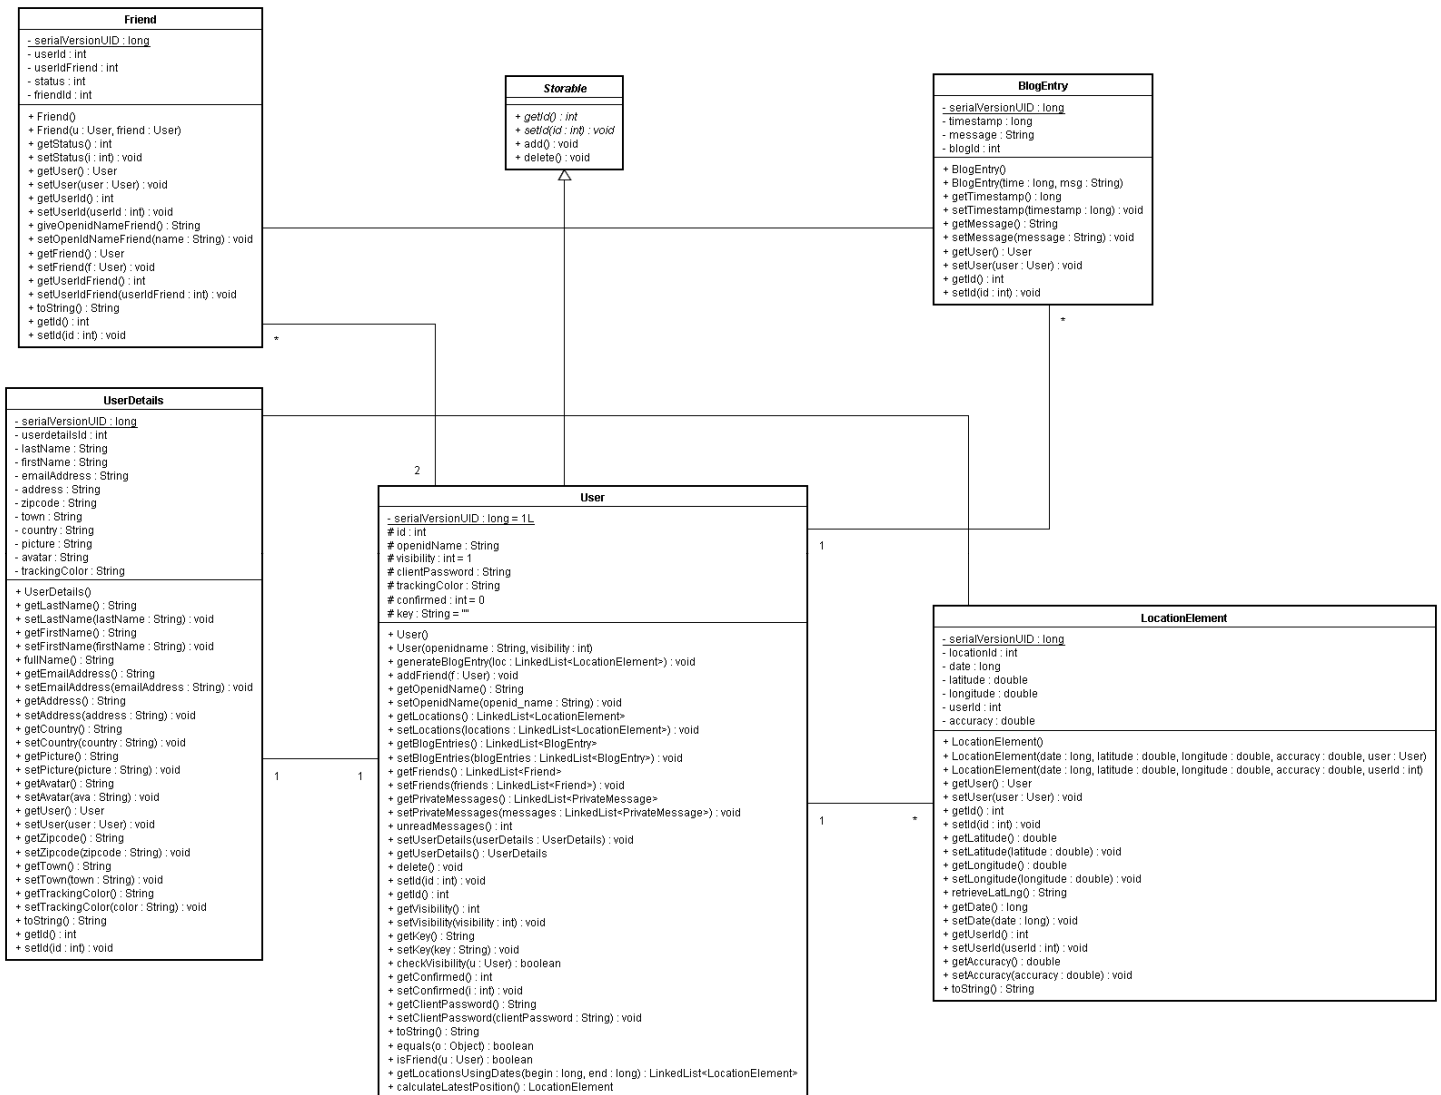 Friend
- serialVersionUID : long
- userId : int
- userIdFriend : int
- status : int
- friendId : int
+ Friend()
+ Friend(u : User, friend : User)
+ getStatus() : int
+ setStatus(i : int) : void
+ getUser() : User
+ setUser(user : User) : void
+ getUserId() : int
+ setUserId(userId : int) : void
+ giveOpenidNameFriend() : String
+ setOpenIdNameFriend(name : String) : void
+ getFriend() : User
+ setFriend(f : User) : void
+ getUserIdFriend() : int
+ setUserIdFriend(userIdFriend : int) : void
+ toString() : String
+ getId() : int
+ setId(id : int) : void
*
2
Storable
+ getId() : int
+ setId(id : int) : void
+ add() : void
+ delete() : void
BlogEntry
- serialVersionUID : long
- timestamp : long
- message : String
- blogId : int
+ BlogEntry()
+ BlogEntry(time : long, msg : String)
+ getTimestamp() : long
+ setTimestamp(timestamp : long) : void
+ getMessage() : String
+ setMessage(message : String) : void
+ getUser() : User
+ setUser(user : User) : void
+ getId() : int
+ setId(id : int) : void
*
1
UserDetails
- serialVersionUID : long
- userdetailsId : int
- lastName : String
- firstName : String
- emailAddress : String
- address : String
- zipcode : String
- town : String
- country : String
- picture : String
- avatar : String
- trackingColor : String
+ UserDetails()
+ getLastName() : String
+ setLastName(lastName : String) : void
+ getFirstName() : String
+ setFirstName(firstName : String) : void
+ fullName() : String
+ getEmailAddress() : String
+ setEmailAddress(emailAddress : String) : void
+ getAddress() : String
+ setAddress(address : String) : void
+ getCountry() : String
+ setCountry(country : String) : void
+ getPicture() : String
+ setPicture(picture : String) : void
+ getAvatar() : String
+ setAvatar(ava : String) : void
+ getUser() : User
+ setUser(user : User) : void
+ getZipcode() : String
+ setZipcode(zipcode : String) : void
+ getTown() : String
+ setTown(town : String) : void
+ getTrackingColor() : String
+ setTrackingColor(color : String) : void
+ toString() : String
+ getId() : int
+ setId(id : int) : void
1
1
User
- serialVersionUID : long = 1L
# id : int
# openidName : String
# visibility : int = 1
# clientPassword : String
# trackingColor : String
# confirmed : int = 0
# key : String = ""
+ User()
+ User(openidname : String, visibility : int)
+ generateBlogEntry(loc : LinkedList<LocationElement>) : void
+ addFriend(f : User) : void
+ getOpenidName() : String
+ setOpenidName(openid_name : String) : void
+ getLocations() : LinkedList<LocationElement>
+ setLocations(locations : LinkedList<LocationElement>) : void
+ getBlogEntries() : LinkedList<BlogEntry>
+ setBlogEntries(blogEntries : LinkedList<BlogEntry>) : void
+ getFriends() : LinkedList<Friend>
+ setFriends(friends : LinkedList<Friend>) : void
+ getPrivateMessages() : LinkedList<PrivateMessage>
+ setPrivateMessages(messages : LinkedList<PrivateMessage>) : void
+ unreadMessages() : int
+ setUserDetails(userDetails : UserDetails) : void
+ getUserDetails() : UserDetails
+ delete() : void
+ setId(id : int) : void
+ getId() : int
+ getVisibility() : int
+ setVisibility(visibility : int) : void
+ getKey() : String
+ setKey(key : String) : void
+ checkVisibility(u : User) : boolean
+ getConfirmed() : int
+ setConfirmed(i : int) : void
+ getClientPassword() : String
+ setClientPassword(clientPassword : String) : void
+ toString() : String
+ equals(o : Object) : boolean
+ isFriend(u : User) : boolean
+ getLocationsUsingDates(begin : long, end : long) : LinkedList<LocationElement>
+ calculateLatestPosition() : LocationElement
1
*
LocationElement
- serialVersionUID : long
- locationId : int
- date : long
- latitude : double
- longitude : double
- userId : int
- accuracy : double
+ LocationElement()
+ LocationElement(date : long, latitude : double, longitude : double, accuracy : double, user : User)
+ LocationElement(date : long, latitude : double, longitude : double, accuracy : double, userId : int)
+ getUser() : User
+ setUser(user : User) : void
+ getId() : int
+ setId(id : int) : void
+ getLatitude() : double
+ setLatitude(latitude : double) : void
+ getLongitude() : double
+ setLongitude(longitude : double) : void
+ retrieveLatLng() : String
+ getDate() : long
+ setDate(date : long) : void
+ getUserId() : int
+ setUserId(userId : int) : void
+ getAccuracy() : double
+ setAccuracy(accuracy : double) : void
+ toString() : String